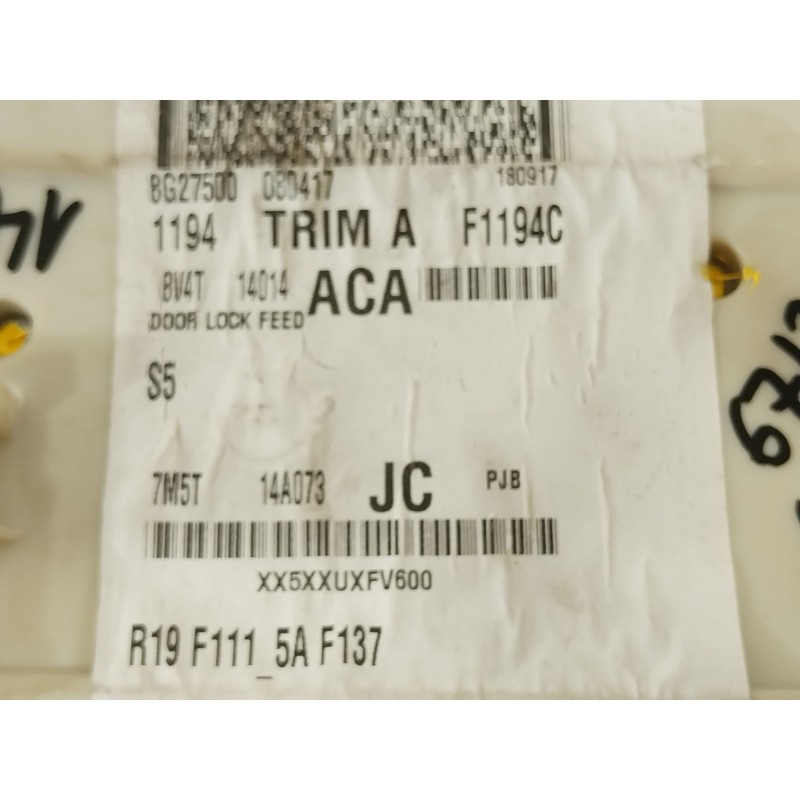 8G27500 080417 180917
1194 TRIM A F1194C
8V4T 14014 ACA
DOOR LOCK FEED
S5
7M5T 14A073 JC PJB
XX5XXUXFV600
R19 F111_5A F137